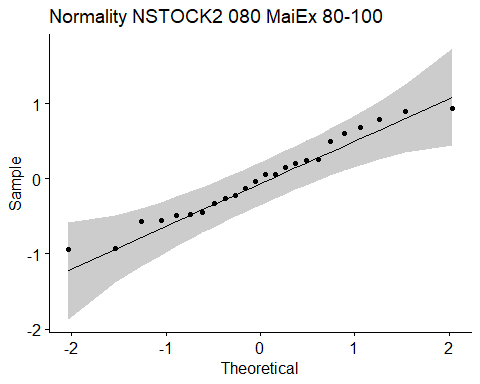 Normality NSTOCK2 080 MaiEx 80-100
Sample
1
0
-1
-2
-2 -1 0 1 2
Theoretical